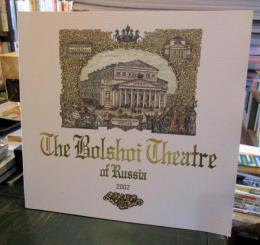 The Bolshoi Theatre
of Russia
2002